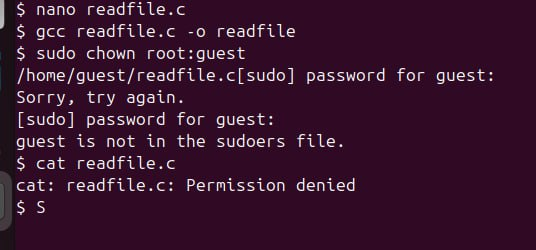 $ nano readfile.c
$ gcc readfile.c -o readfile
$ sudo chown root:guest
/home/guest/readfile.c[sudo] password for guest:
Sorry, try again.
[sudo] password for guest:
guest is not in the sudoers file.
$ cat readfile.c
cat: readfile.c: Permission denied
$ S